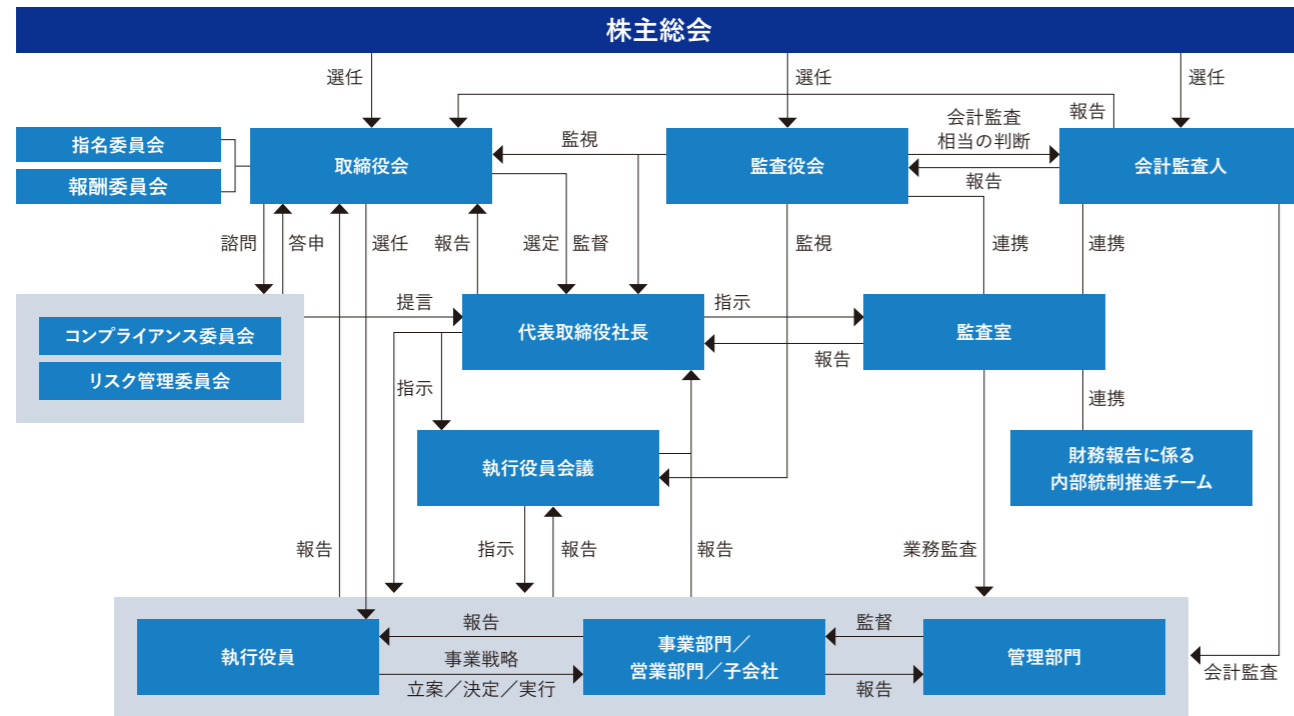 株主総会
選任
選任
選任
報告
指名委員会
報酬委員会
取締役会
監視
監査役会
会計監査
相当の判断
報告
会計監査人
諮問
答申
選任
報告
選定
監督
監視
連携
連携
コンプライアンス委員会
リスク管理委員会
提言
代表取締役社長
指示
報告
監査室
指示
連携
執行役員会議
財務報告に係る
内部統制推進チーム
報告
指示
報告
報告
業務監査
執行役員
報告
事業戦略
立案／決定／実行
事業部門／
営業部門／子会社
監督
報告
管理部門
会計監査